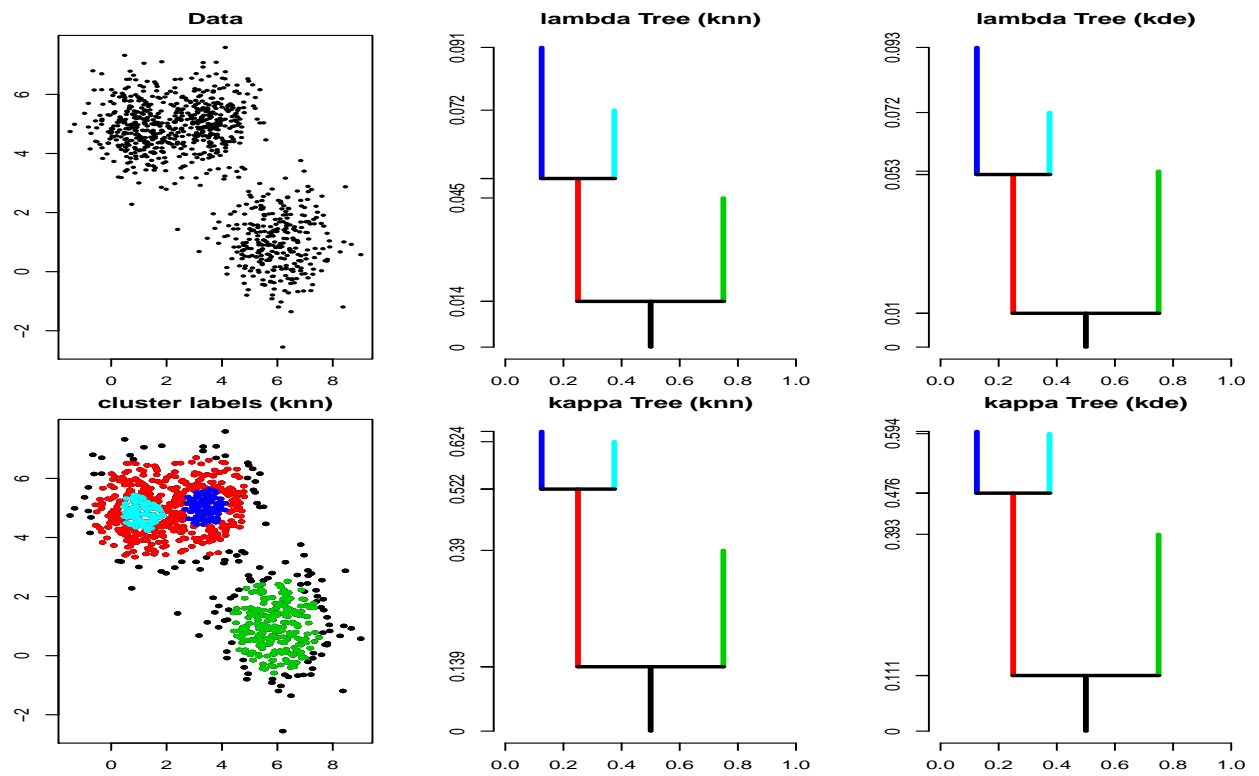 Data
6
4
2
0
-2
0 2 4 6 8
lambda Tree (knn)
0.091
0.072
0.045
0.014
0
0.0 0.2 0.4 0.6 0.8 1.0
lambda Tree (kde)
0.093
0.072
0.053
0.01
0
0.0 0.2 0.4 0.6 0.8 1.0
cluster labels (knn)
6
4
2
0
-2
0 2 4 6 8
kappa Tree (knn)
0.624
0.522
0.39
0.139
0
0.0 0.2 0.4 0.6 0.8 1.0
kappa Tree (kde)
0.594
0.476
0.393
0.111
0
0.0 0.2 0.4 0.6 0.8 1.0